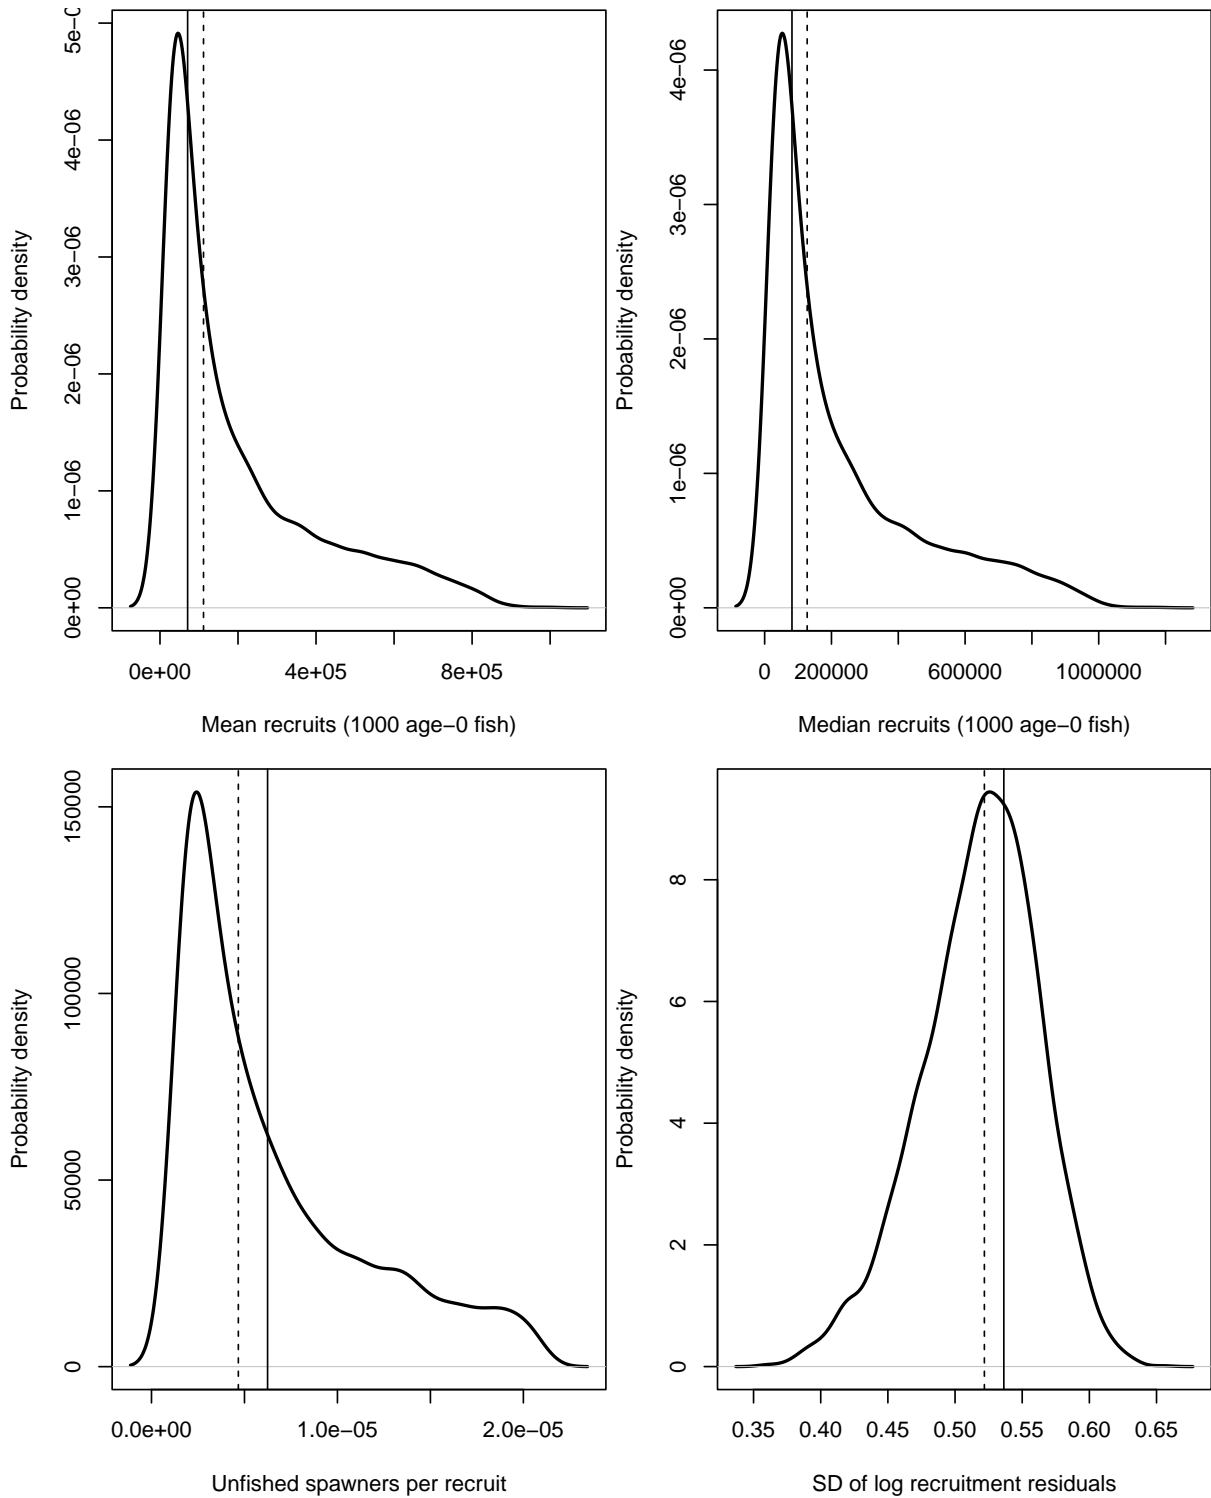 Probability density
0e+00 1e−06 2e−06 3e−06 4e−06
0e+00 4e+05 8e+05
Mean recruits (1000 age−0 fish)
Probability density
0e+00 1e−06 2e−06 3e−06 4e−06
0 200000 600000 1000000
Median recruits (1000 age−0 fish)
Probability density
0 50000 100000 150000
0.0e+00 1.0e−05 2.0e−05
Unfished spawners per recruit
Probability density
0 2 4 6 8
0.35 0.40 0.45 0.50 0.55 0.60 0.65
SD of log recruitment residuals